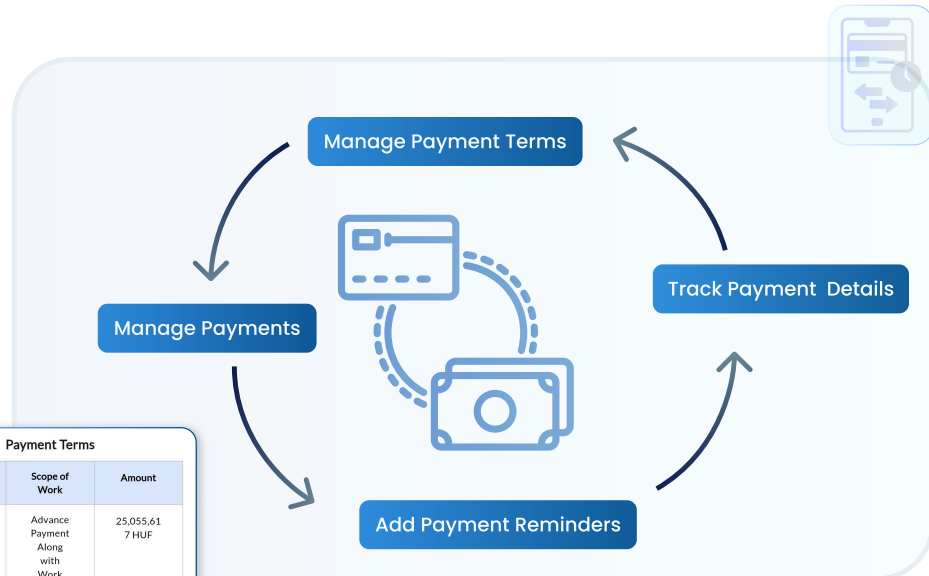 Manage Payment Terms
Track Payment  Details
Manage Payments
Add Payment Reminders
Payment Terms
Scope of
Work
Amount
Advance
Payment
Along
with
Work
25,055,61
7 HUF